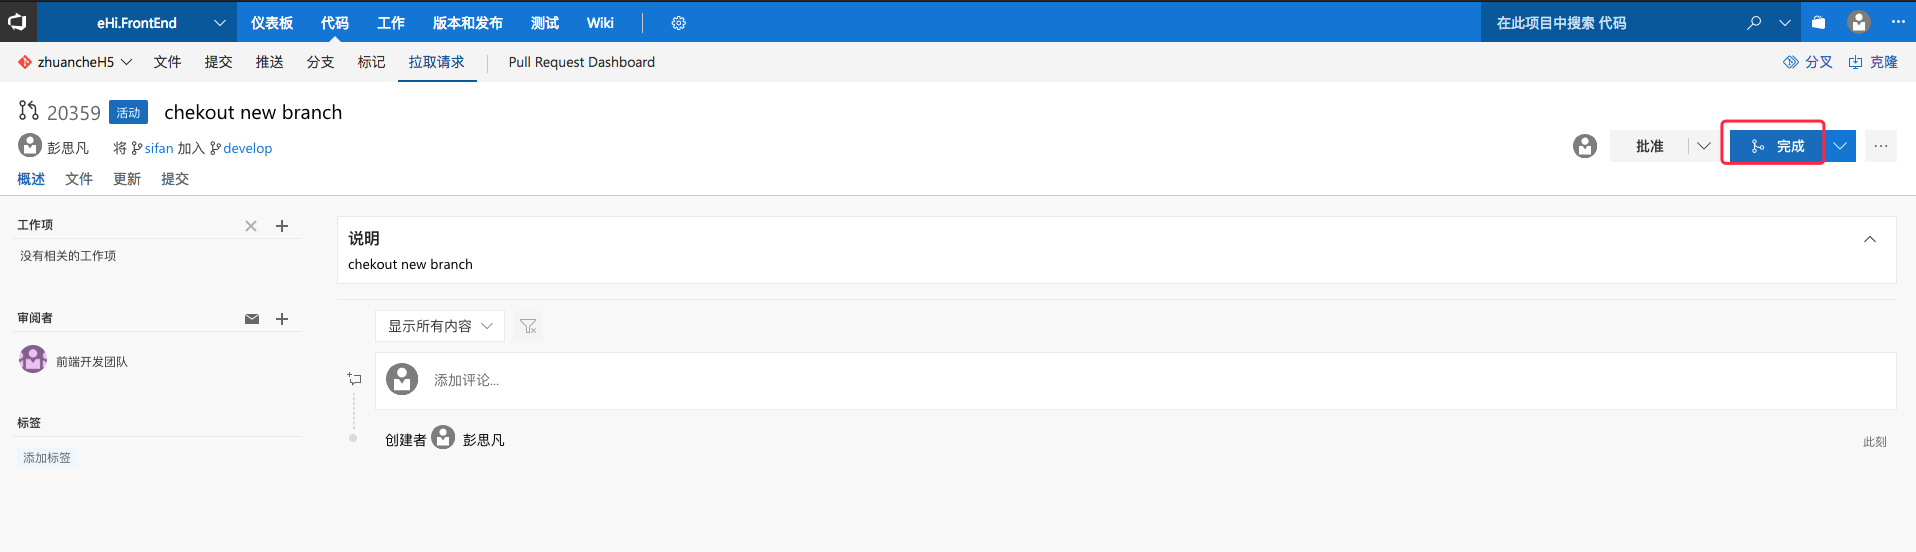 eHi.FrontEnd 仪表板 代码 工作 版本和发布 测试 Wiki 在此项目中搜索 代码
zhuancheH5 文件 提交 推送 分支 标记 拉取请求 Pull Request Dashboard 分叉 克隆
20359 活动 chekout new branch
彭思凡 将 sifan 加入 develop 批准 完成
概述 文件 更新 提交
工作项
没有相关的工作项
说明
chekout new branch
审阅者
前端开发团队
显示所有内容
添加评论...
标签
添加标签
创建者 彭思凡 此刻